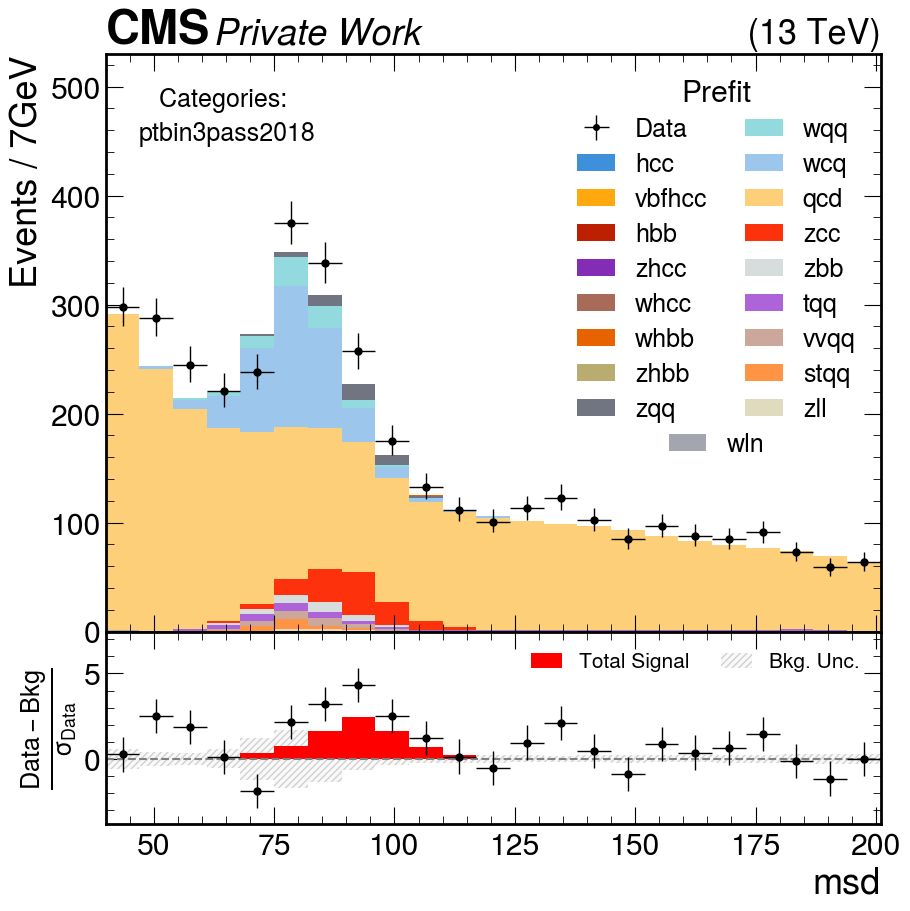 CMS Private Work (13 TeV)
Events / 7GeV
500
400
300
200
100
0
Categories:
ptbin3pass2018
Prefit
Data wqq
hcc wcq
vbfhcc qcd
hbb zcc
zhcc zbb
whcc tqq
whbb vvqq
zhbb stqq
zqq zll
wln
Data – Bkg
σData
5
0
Total Signal Bkg. Unc.
50 75 100 125 150 175 200
msd